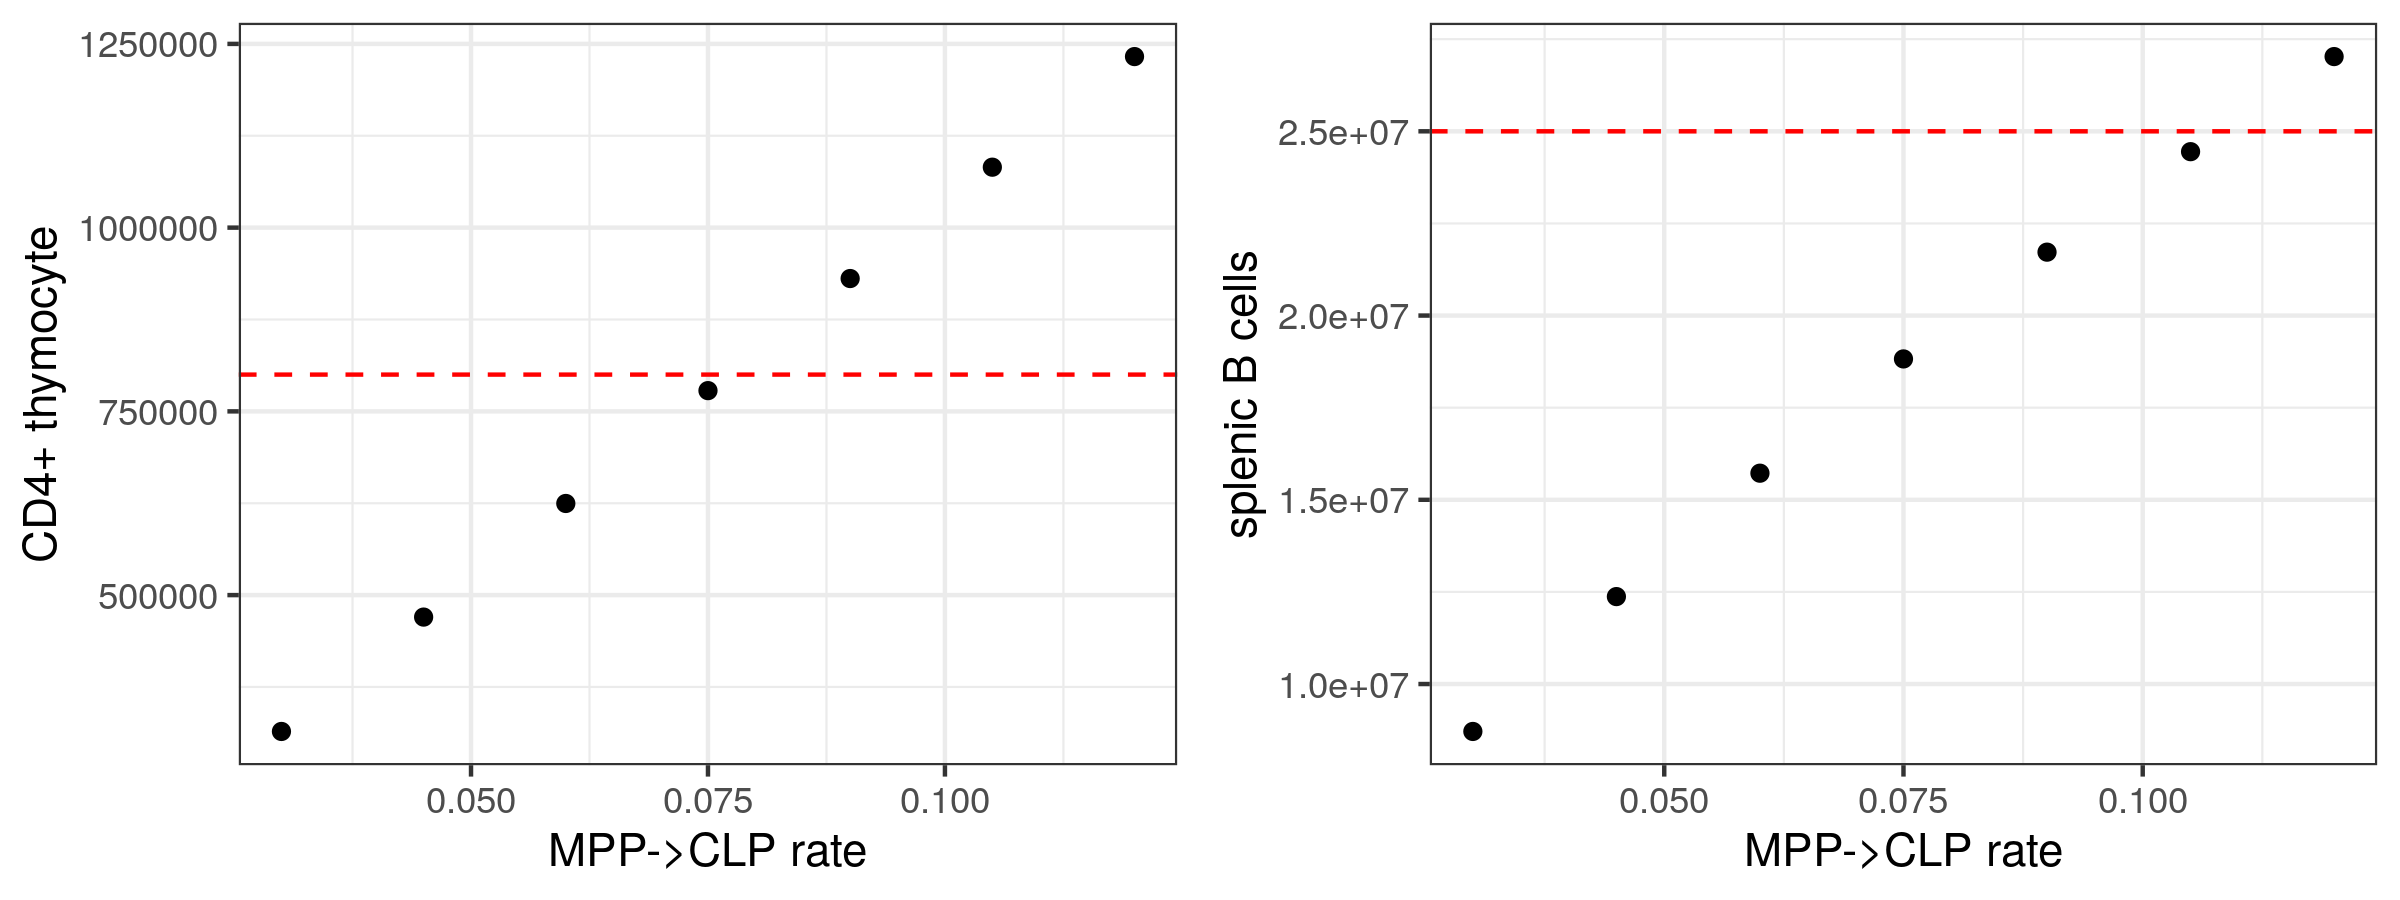 CD4+ thymocyte
1250000
1000000
750000
500000
0.050 0.075 0.100
MPP->CLP rate
splenic B cells
2.5e+07
2.0e+07
1.5e+07
1.0e+07
0.050 0.075 0.100
MPP->CLP rate